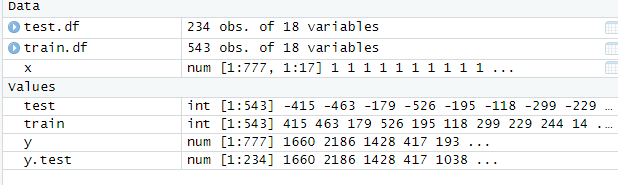 Data
test.df 234 obs. of 18 variables
train.df 543 obs. of 18 variables
x num [1:777, 1:17] 1 1 1 1 1 1 1 1 1 1 ...
Values
test int [1:543] -415 -463 -179 -526 -195 -118 -299 -229 …
train int [1:543] 415 463 179 526 195 118 299 229 244 14 ...
y num [1:777] 1660 2186 1428 417 193 ...
y.test num [1:234] 1660 2186 1428 417 1038 ...